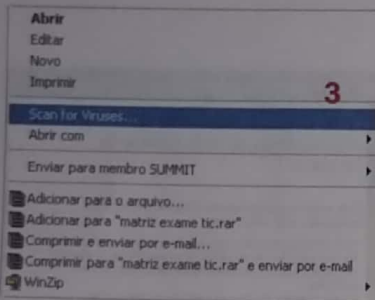 Abrir
Editar
Novo
Imprimir
3
Scan for Viruses...
Abrir com
Enviar para membro SUMMIT
Adicionar para o arquivo...
Adicionar para "matriz exame tic.rar"
Comprimir e enviar por e-mail...
Comprimir para "matriz exame tic.rar" e enviar por e-mail
WinZip